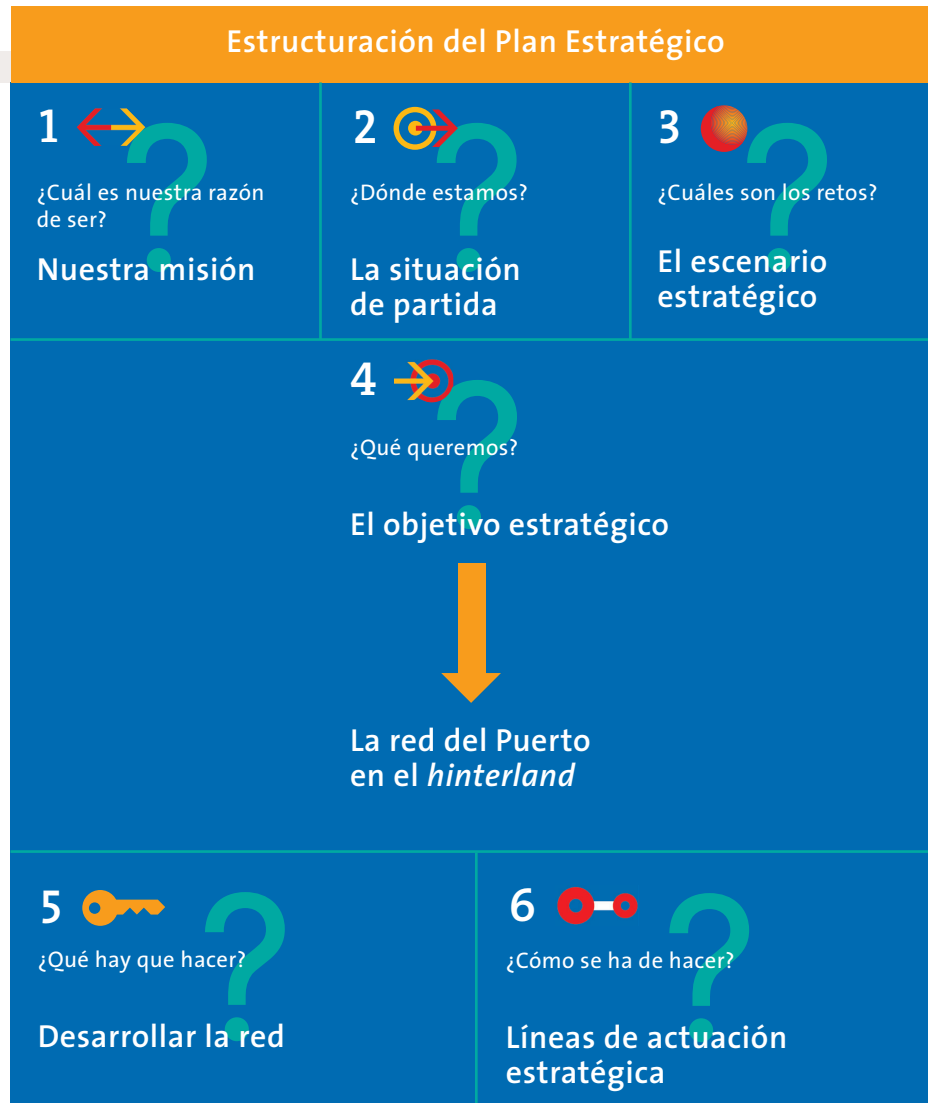 Estructuración del Plan Estratégico
1
¿Cuál es nuestra razón
de ser?
Nuestra misión
2
¿Dónde estamos?
La situación
de partida
3
¿Cuáles son los retos?
El escenario
estratégico
4
¿Qué queremos?
El objetivo estratégico
La red del Puerto
en el hinterland
5
¿Qué hay que hacer?
Desarrollar la red
6
¿Cómo se ha de hacer?
Líneas de actuación
estratégica